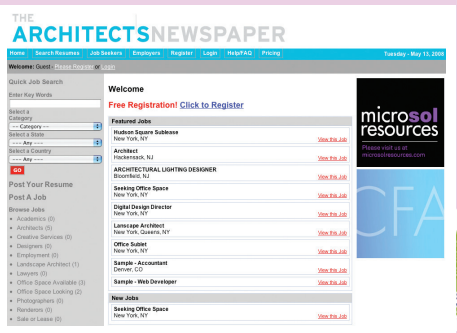 THE
ARCHITECTSNEWSPAPER
Home Search Resumes Job Seekers Employers Register Login Help/FAQ Pricing Tuesday - May 13, 2008
Welcome: Guest - Please Register or Login
Quick Job Search
Enter Key Words
Select a
Category
-- Category --
Select a State
--- Any ---
Select a Country
--- Any ---
GO
Post Your Resume
Post A Job
Browse Jobs
Academics (0)
Architects (5)
Creative Services (0)
Designers (0)
Employment (0)
Landscape Architect (1)
Lawyers (0)
Office Space Available (3)
Office Space Looking (2)
Photographers (0)
Renderers (0)
Sale or Lease (0)
Welcome
Free Registration! Click to Register
Featured Jobs
Hudson Square Sublease
New York, NY View this Job
Architect
Hackensack, NJ View this Job
ARCHITECTURAL LIGHTING DESIGNER
Bloomfield, NJ View this Job
Seeking Office Space
New York, NY View this Job
Digital Design Director
New York, NY View this Job
Lanscape Architect
New York, Queens, NY View this Job
Office Sublet
New York, NY View this Job
Sample - Accountant
Denver, CO View this Job
Sample - Web Developer View this Job
New Jobs
Seeking Office Space
New York, NY View this Job
microsol
resources
Please visit us at
microsolresources.com
CFA